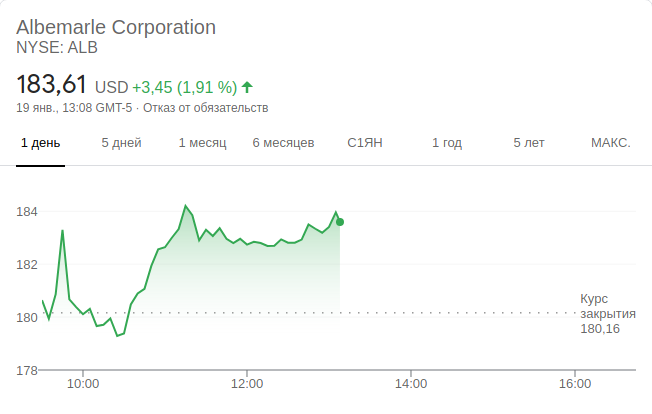 Albemarle Corporation
NYSE: ALB
183,61 USD +3,45 (1,91 %)
19 янв., 13:08 GMT-5 · Отказ от обязательств
1 день 5 дней 1 месяц 6 месяцев С1ЯН 1 год 5 лет МАКС.
184
182
180
178
Курс
закрытия
180,16
10:00 12:00 14:00 16:00